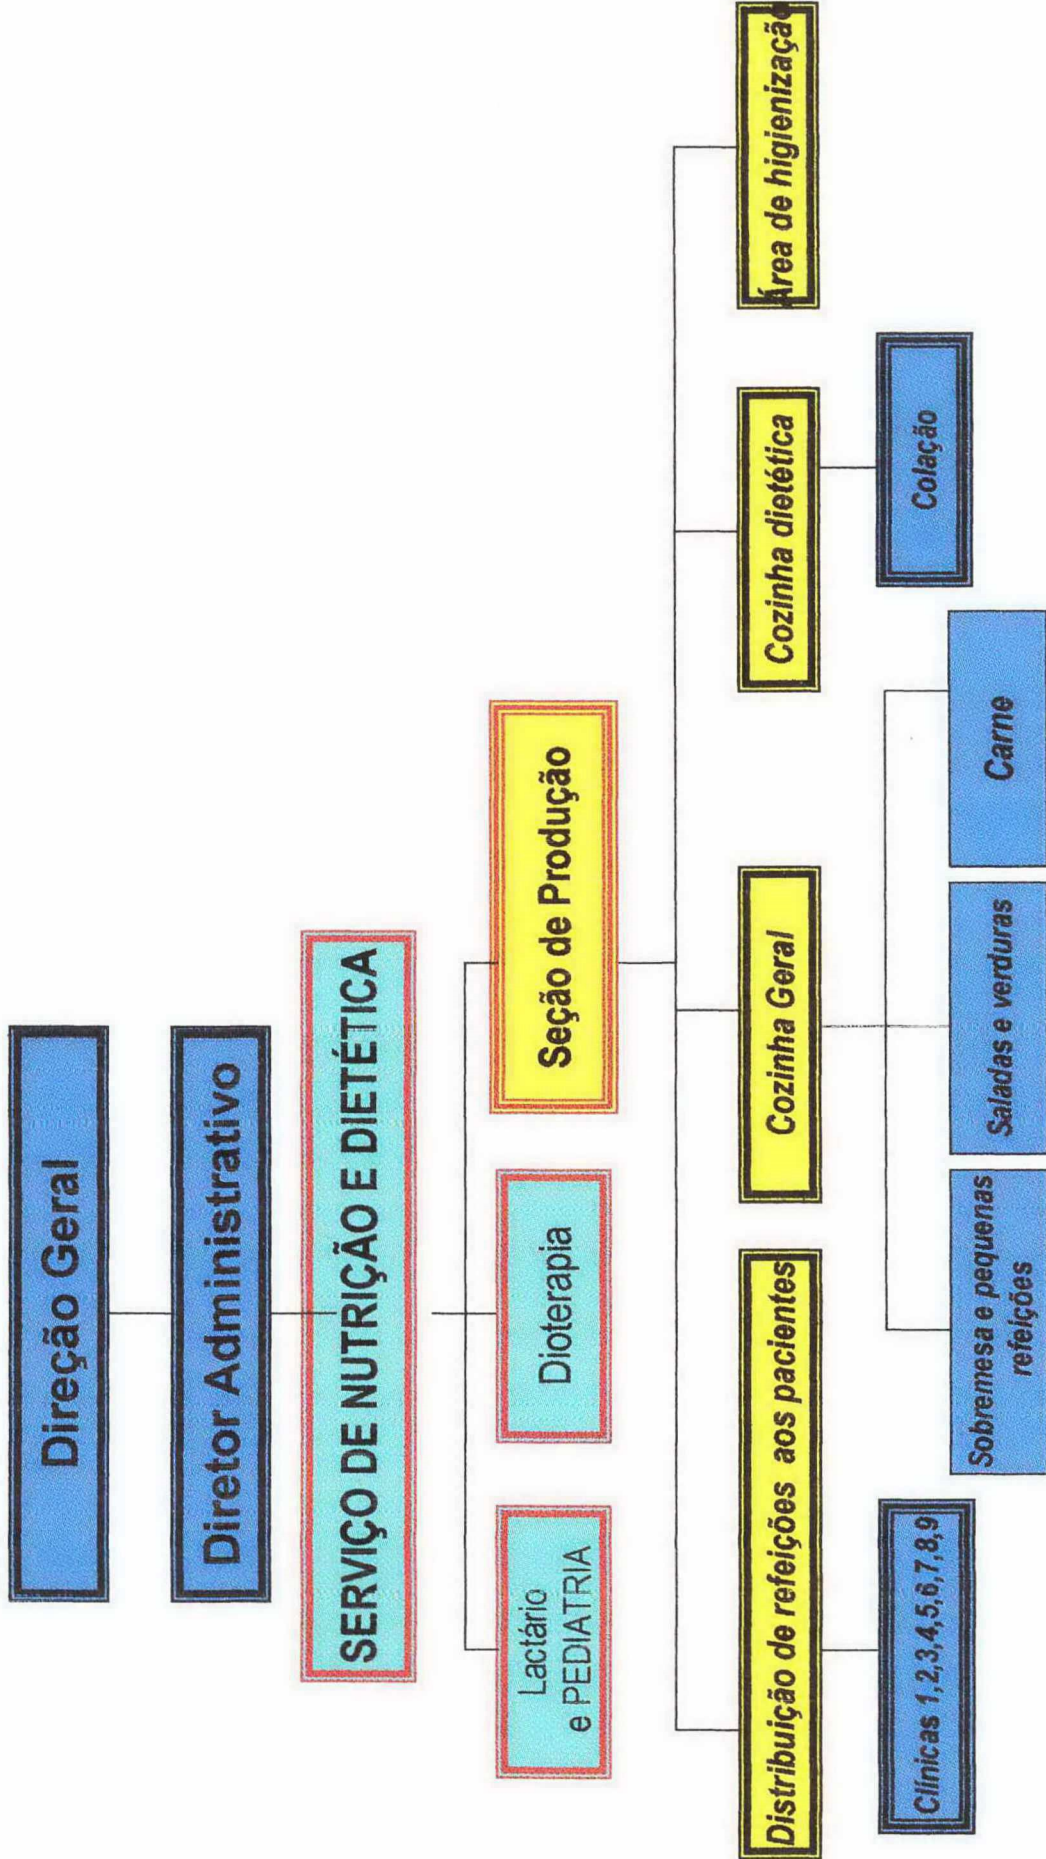 Direção Geral
Diretor Administrativo
SERVIÇO DE NUTRIÇÃO E DIETÉTICA
Lactário
e PEDIATRIA
Dioterapia
Seção de Produção
Distribuição de refeições aos pacientes
Cozinha Geral
Cozinha dietética
Área de higienização
Clínicas 1,2,3,4,5,6,7,8,9
Sobremesa e pequenas
refeições
Saladas e verduras
Carne
Colação